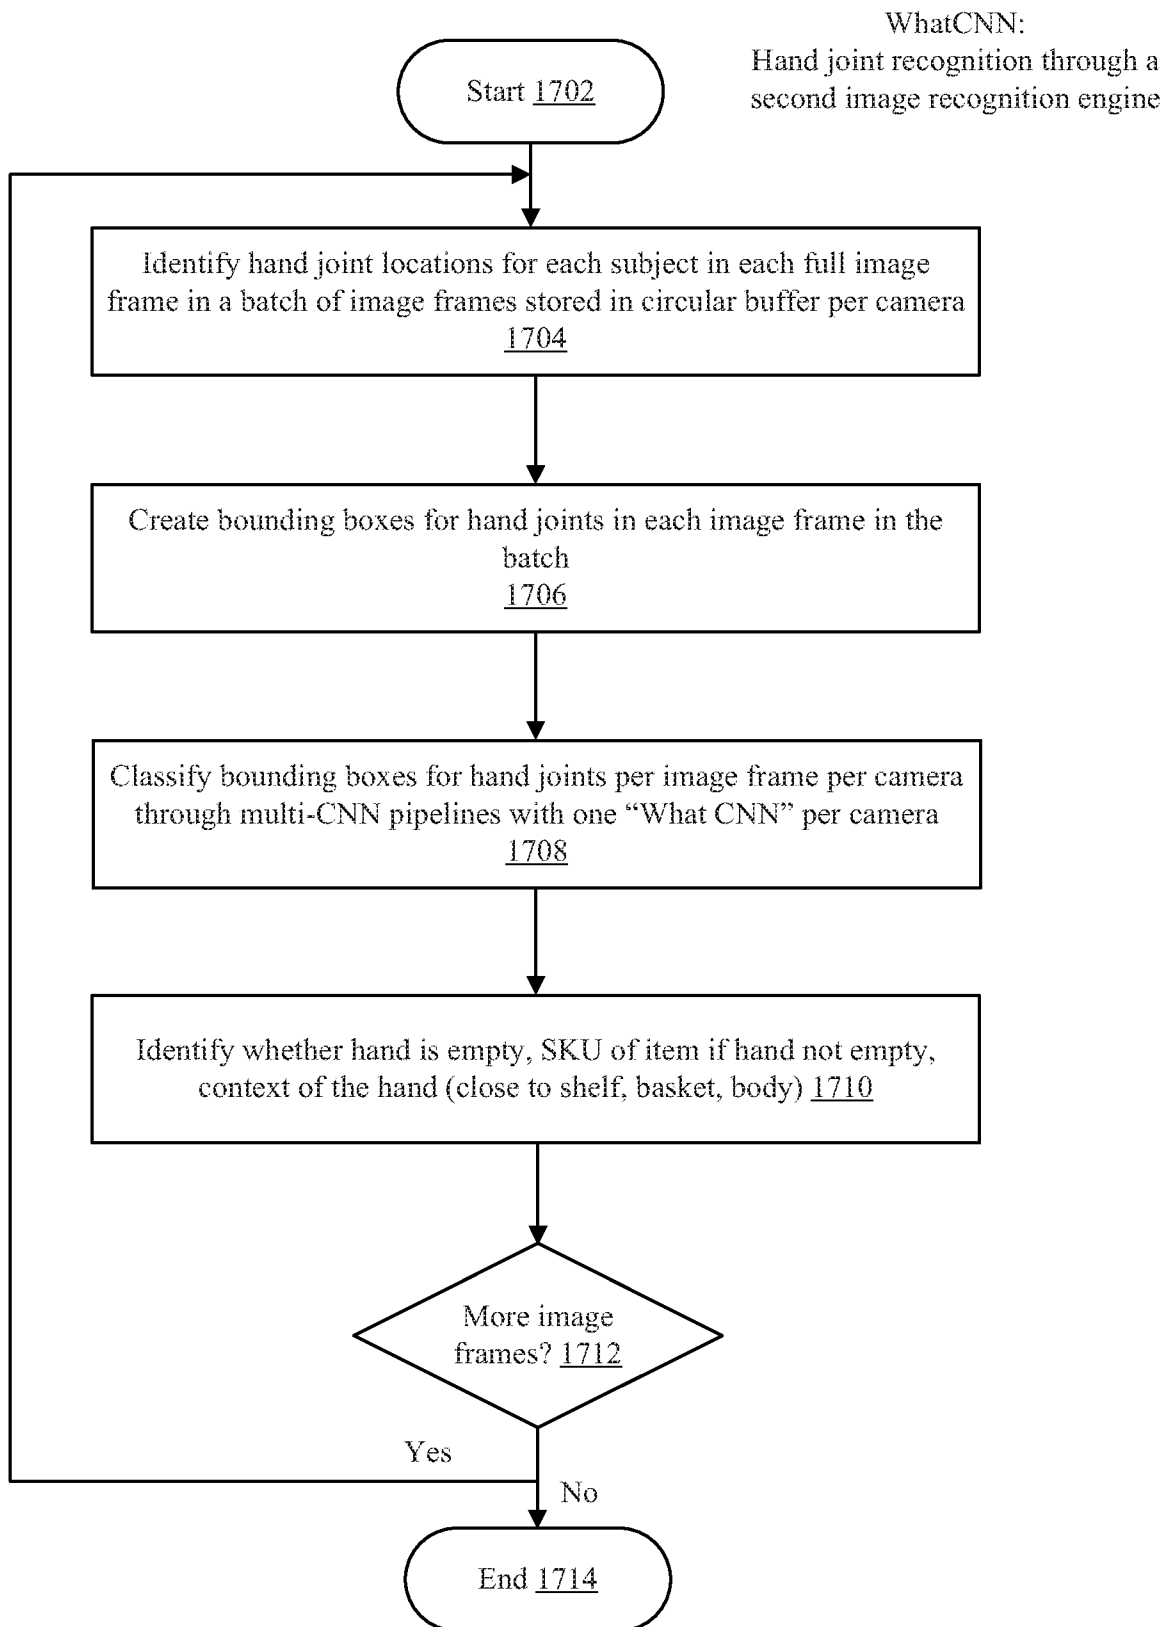 WhatCNN:
Hand joint recognition through a
second image recognition engine
Start 1702
Identify hand joint locations for each subject in each full image
frame in a batch of image frames stored in circular buffer per camera
1704
Create bounding boxes for hand joints in each image frame in the
batch
1706
Classify bounding boxes for hand joints per image frame per camera
through multi-CNN pipelines with one “What CNN” per camera
1708
Identify whether hand is empty, SKU of item if hand not empty,
context of the hand (close to shelf, basket, body) 1710
More image
frames? 1712
Yes
No
End 1714